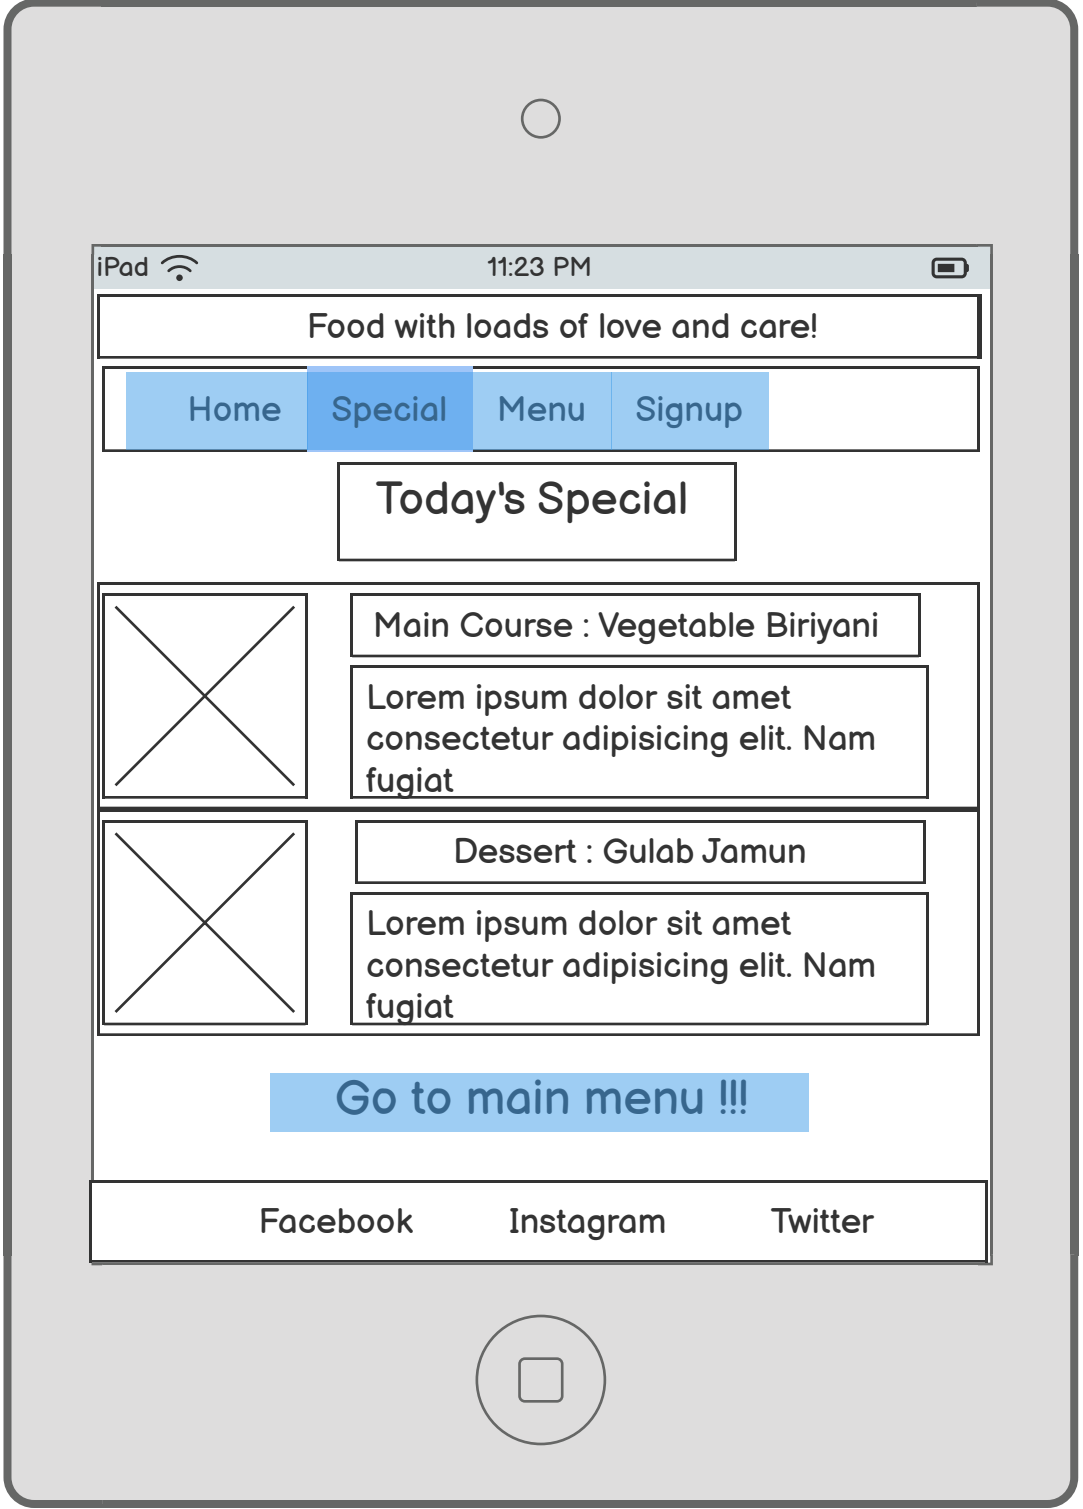 iPad 11:23 PM
Food with loads of love and care!
Home Special Menu Signup
Today's Special
Main Course : Vegetable Biriyani
Lorem ipsum dolor sit amet
consectetur adipisicing elit. Nam
fugiat
Dessert : Gulab Jamun
Lorem ipsum dolor sit amet
consectetur adipisicing elit. Nam
fugiat
Go to main menu !!!
Facebook Instagram Twitter